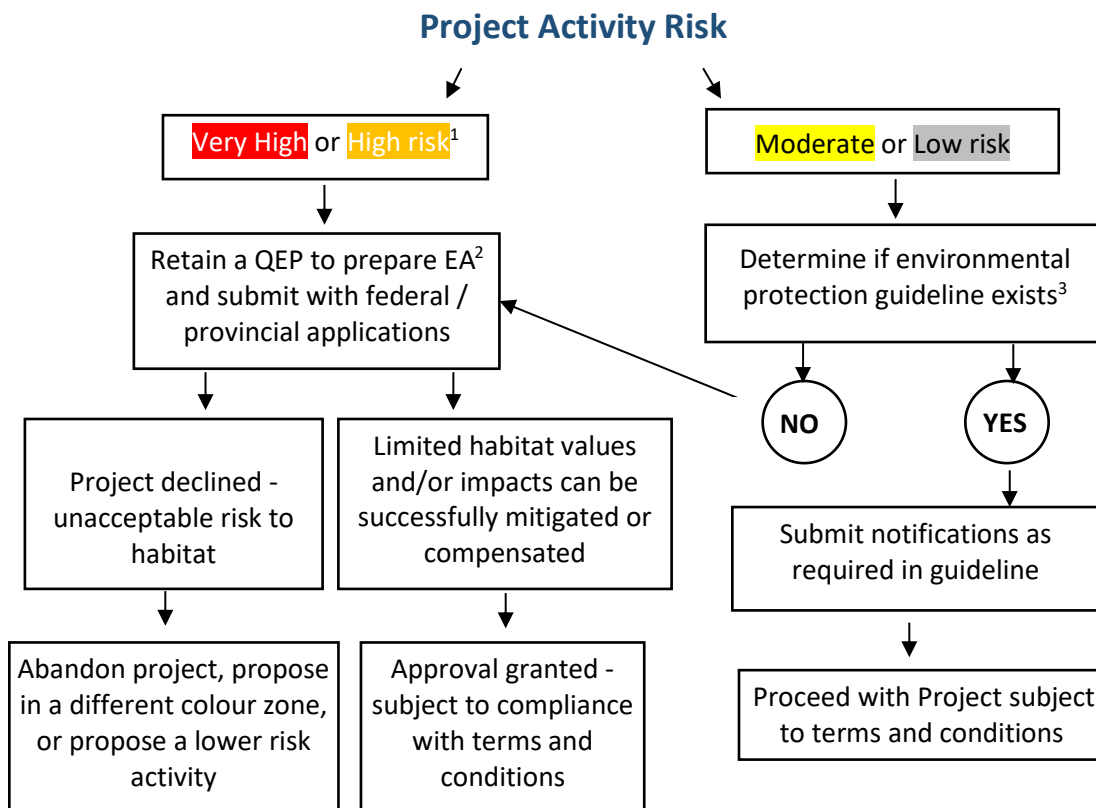 Project Activity Risk
Very High or High risk1
Moderate or Low risk
Retain a QEP to prepare EA2
and submit with federal /
provincial applications
Determine if environmental
protection guideline exists3
NO
YES
Project declined -
unacceptable risk to
habitat
Limited habitat values
and/or impacts can be
successfully mitigated or
compensated
Submit notifications as
required in guideline
Abandon project, propose
in a different colour zone,
or propose a lower risk
activity
Approval granted -
subject to compliance
with terms and
conditions
Proceed with Project subject
to terms and conditions